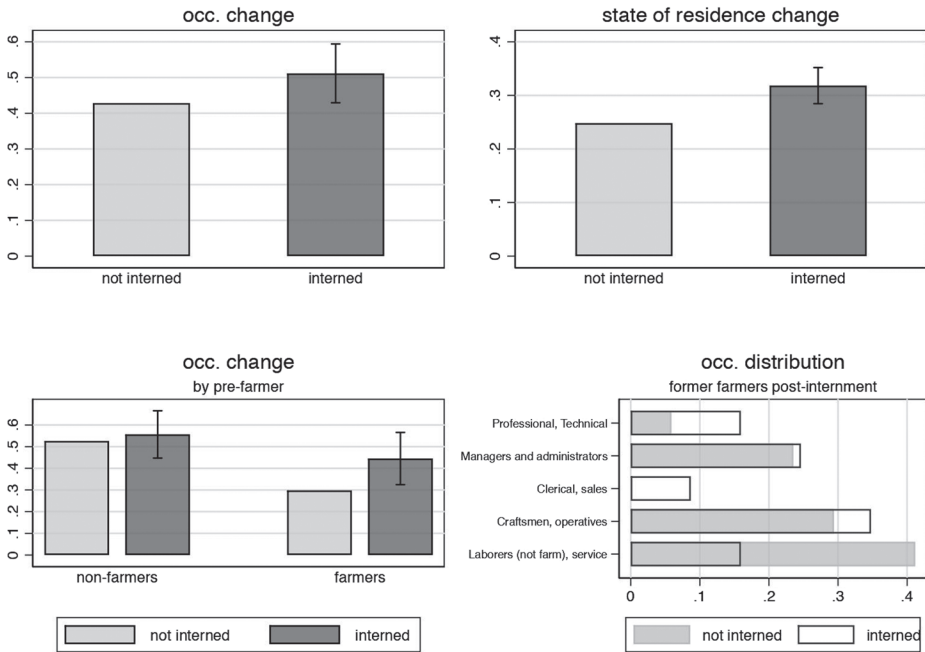 occ. change
.6
.5
.4
.3
.2
.1
0
not interned
interned
state of residence change
.4
.3
.2
.1
0
not interned
interned
occ. change
by pre-farmer
.6
.5
.4
.3
.2
.1
0
non-farmers
farmers
not interned
interned
occ. distribution
former farmers post-internment
Professional, Technical
Managers and administrators
Clerical, sales
Craftsmen, operatives
Laborers (not farm), service
0 .1 .2 .3 .4
not interned
interned